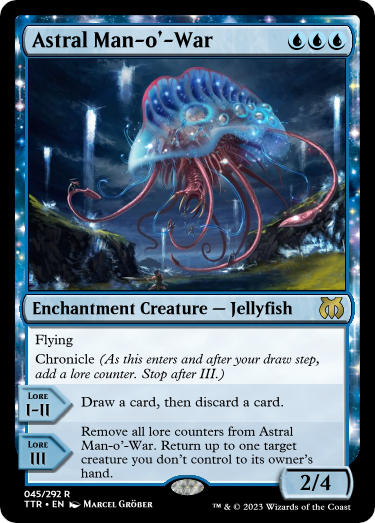 Astral Man-o'-War
Enchantment Creature — Jellyfish
Flying
Chronicle (As this enters and after your draw step,
add a lore counter. Stop after III.)
LORE
I-II
Draw a card, then discard a card.
LORE
III
Remove all lore counters from Astral
Man-o'-War. Return up to one target
creature you don't control to its owner's
hand.
2/4
045/292 R
TTR • EN Marcel Gröber
™ & © 2023 Wizards of the Coast